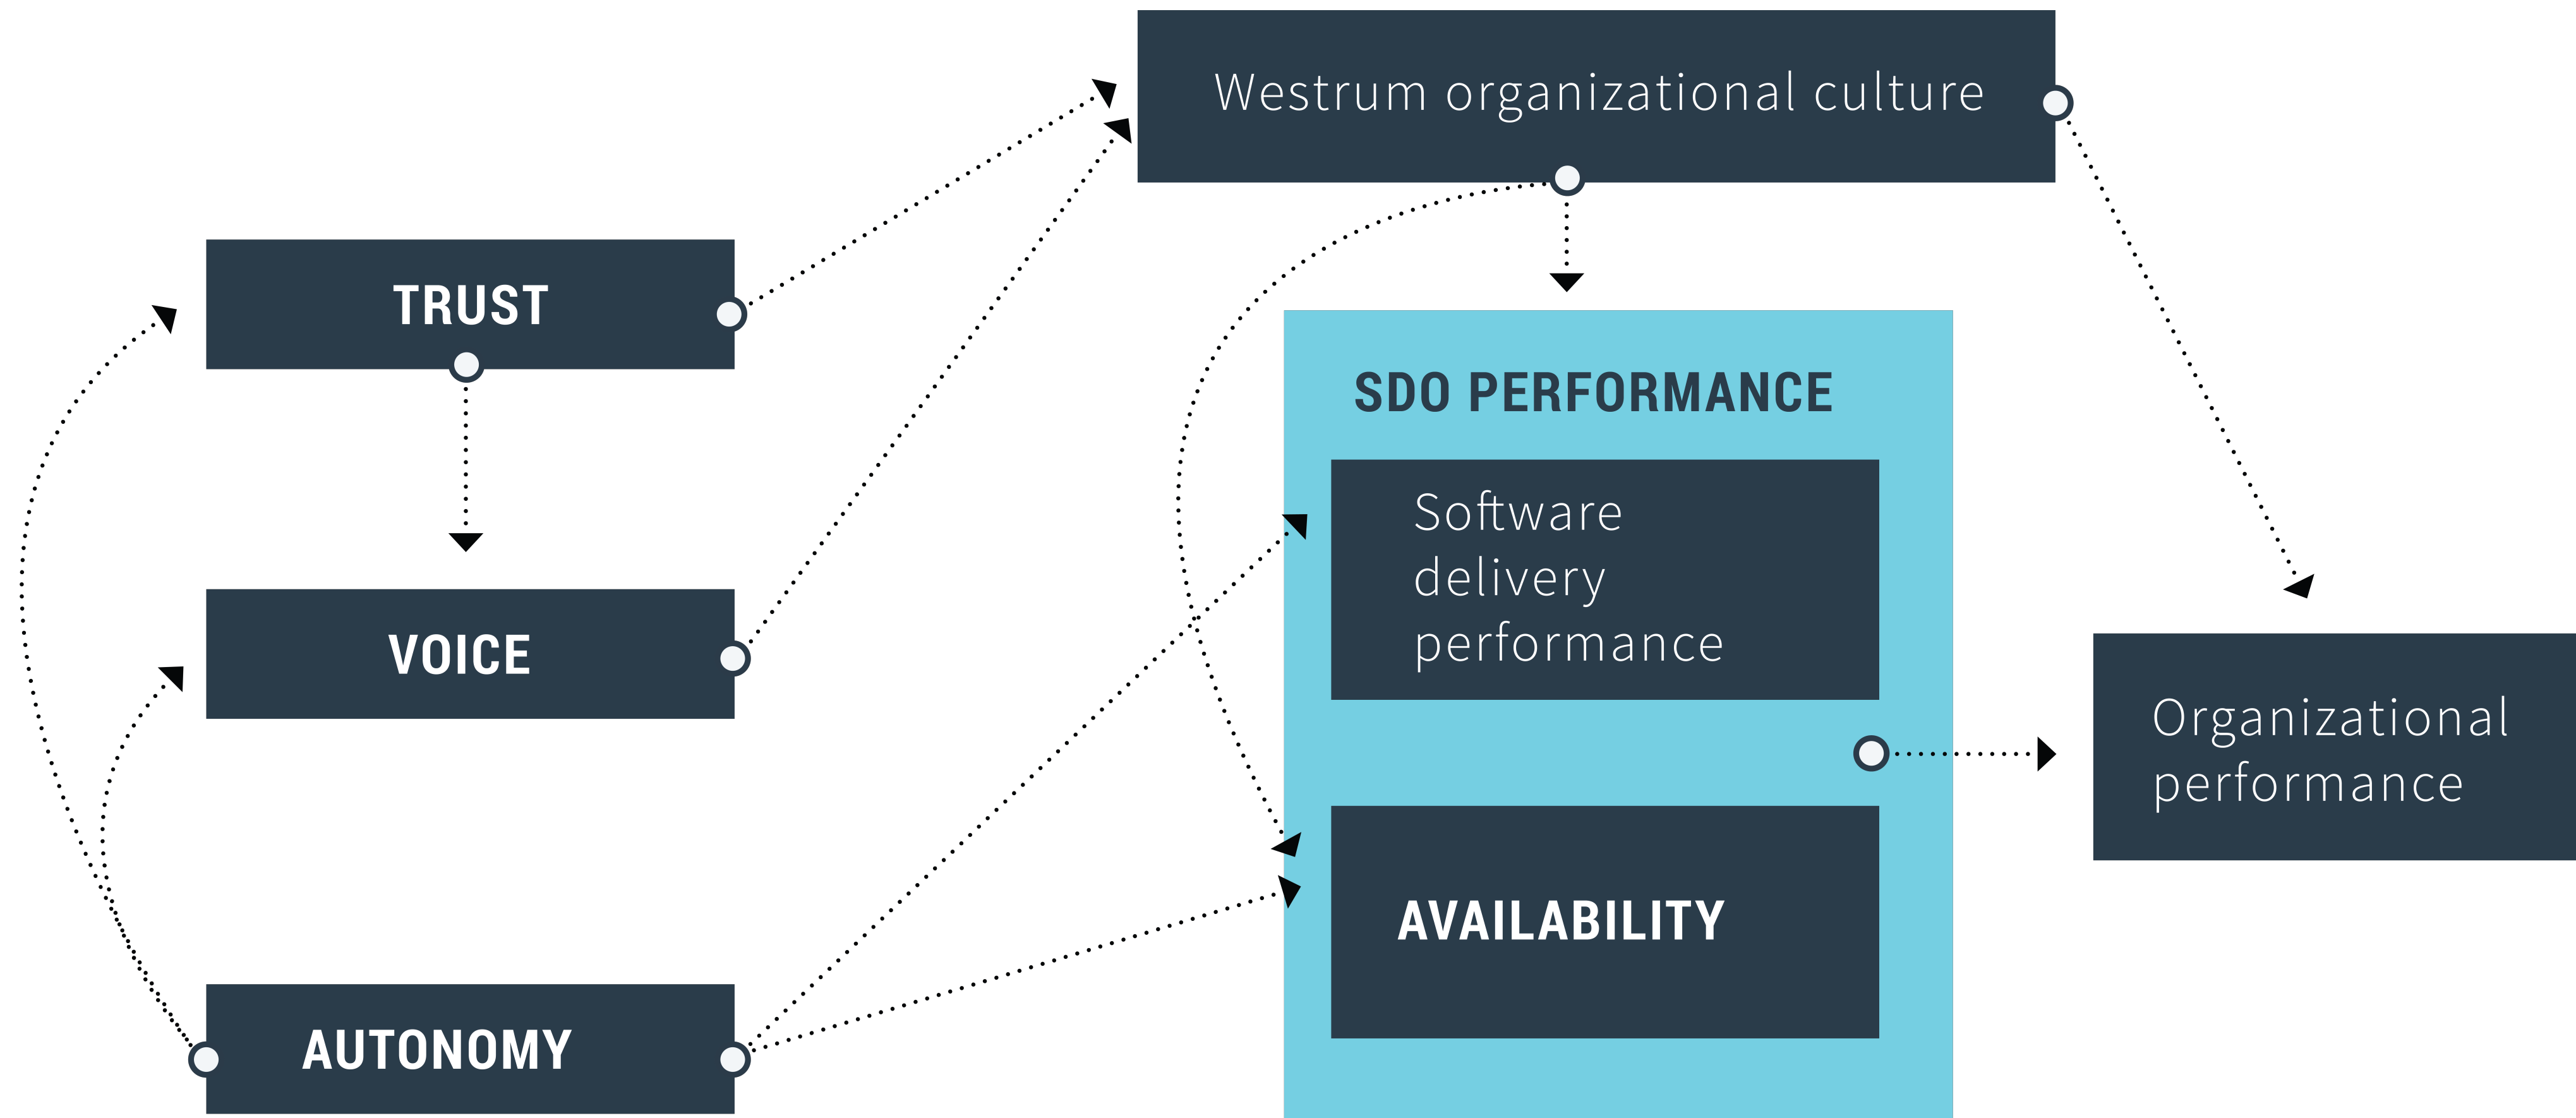 Westrum organizational culture
TRUST
VOICE
AUTONOMY
SDO PERFORMANCE
Software
delivery
performance
AVAILABILITY
Organizational
performance